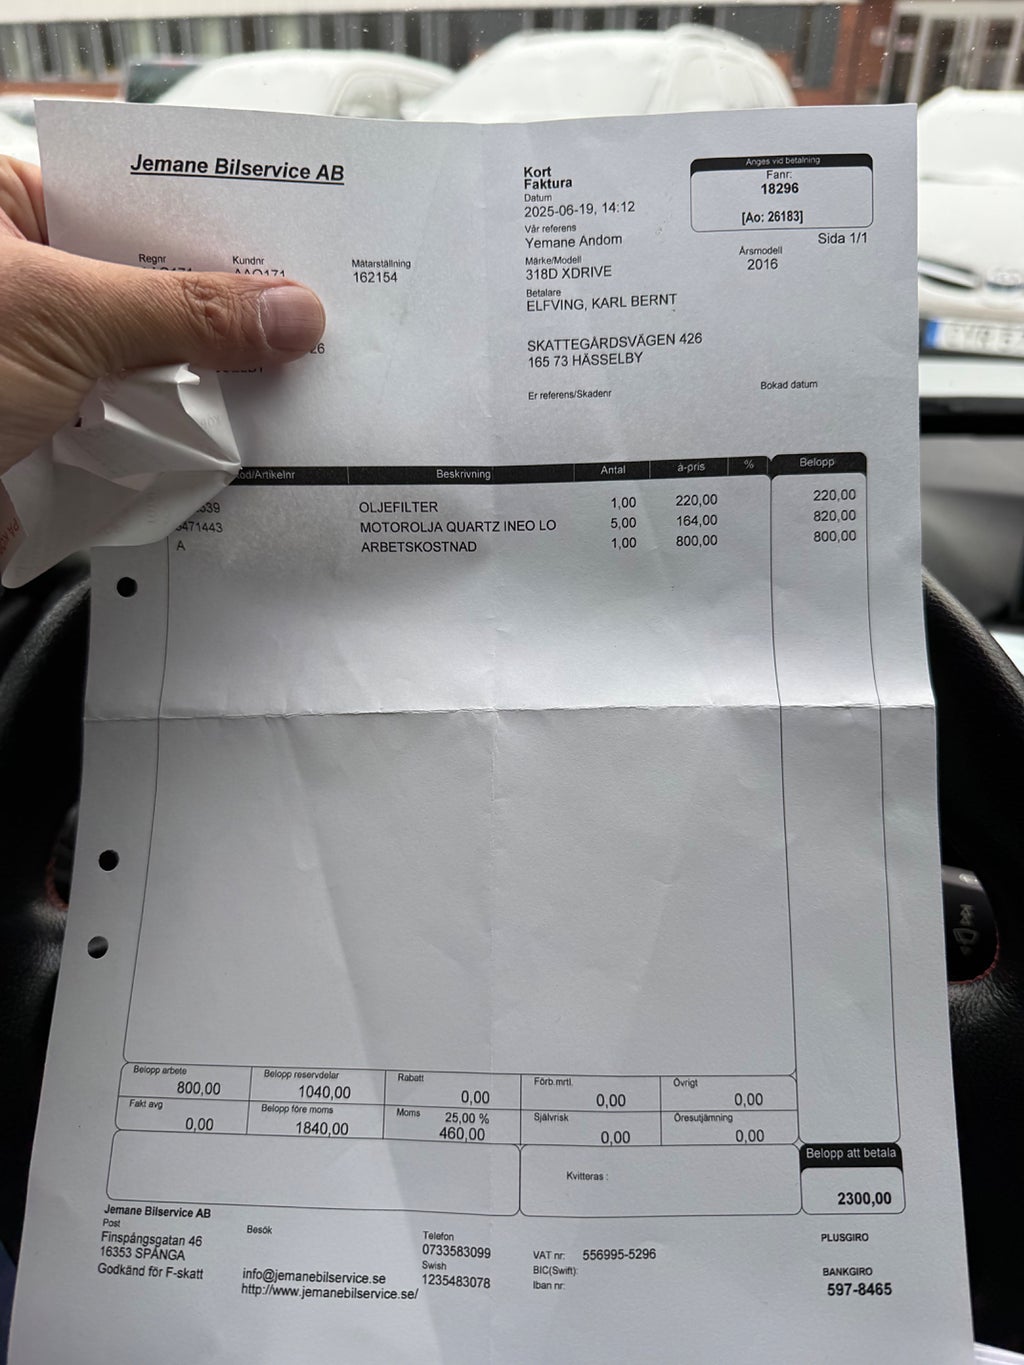 Jemane Bilservice AB
Kort
Faktura
Datum
2025-06-19, 14:12
Vår referens
Yemane Andom
Märke/Modell
318D XDRIVE
Betalare
ELFVING, KARL BERNT
SKATTEGÅRDSVÄGEN 426
165 73 HÄSSELBY
Er referens/Skadenr
Anges vid betalning
Fanr:
18296
[Ao: 26183]
Sida 1/1
Årsmodell
2016
Bokad datum
Regnr
Kundnr
Mätarställning
162154
26
Beskrivning Antal à-pris % Belopp
OLJEFILTER 1,00 220,00 220,00
471443 MOTOROLJA QUARTZ INEO LO 5,00 164,00 820,00
A ARBETSKOSTNAD 1,00 800,00 800,00
Belopp arbete Belopp reservdelar Rabatt Förb.mtrl. Övrigt
800,00 1040,00 0,00 0,00 0,00
Fakt avg Belopp före moms Moms 25,00 % Självrisk Öresutjämning
0,00 1840,00 460,00 0,00 0,00
Kvitteras :
Belopp att betala
2300,00
Jemane Bilservice AB
Post
Finspångsgatan 46
16353 SPÅNGA
Godkänd för F-skatt
Besök
info@jemanebilservice.se
http://www.jemanebilservice.se/
Telefon
0733583099
Swish
1235483078
VAT nr: 556995-5296
BIC(Swift):
Iban nr:
PLUSGIRO
BANKGIRO
597-8465